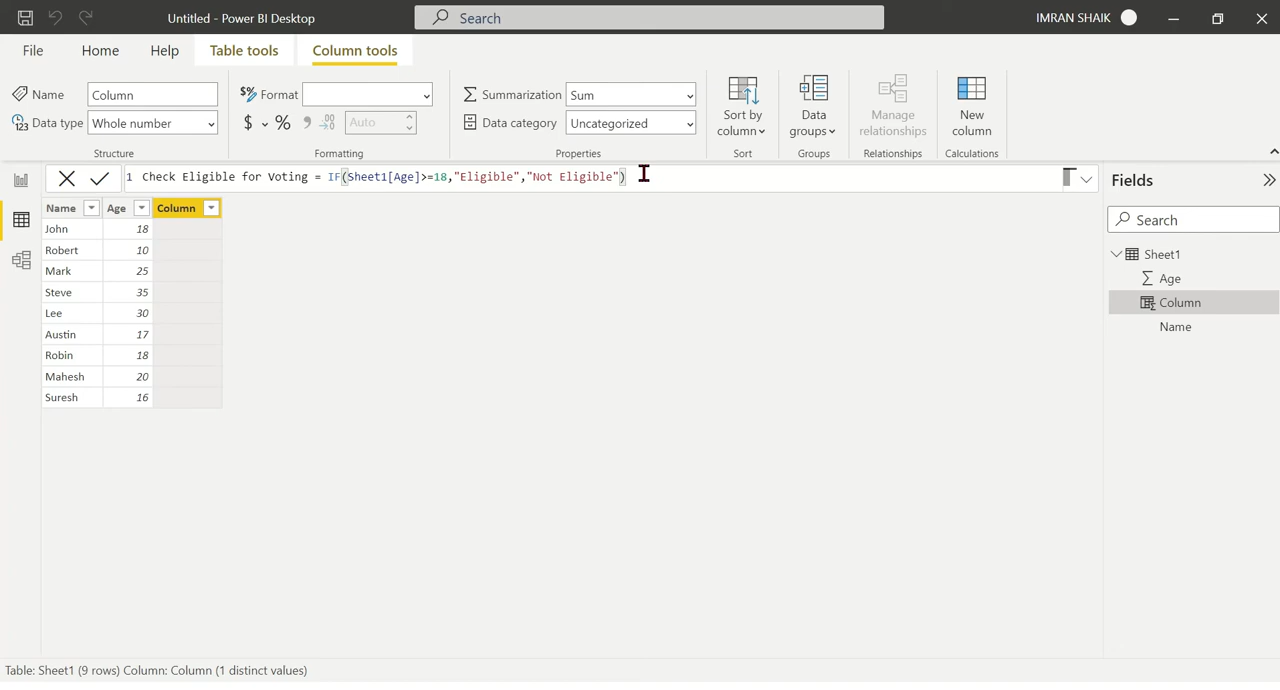 Untitled - Power BI Desktop
Search
IMRAN SHAIK
File
Home
Help
Table tools
Column tools
Name
Column
Format
Summarization
Sum
Data type
Whole number
$
%
Auto
Data category
Uncategorized
Sort by column
Data groups
Manage relationships
New column
Structure
Formatting
Properties
Sort
Groups
Relationships
Calculations
1 Check Eligible for Voting = IF(Sheet1[Age]>=18,"Eligible","Not Eligible")
Fields
Search
Sheet1
Age
Column
Name
Name Age Column
John 18
Robert 10
Mark 25
Steve 35
Lee 30
Austin 17
Robin 18
Mahesh 20
Suresh 16
Table: Sheet1 (9 rows) Column: Column (1 distinct values)